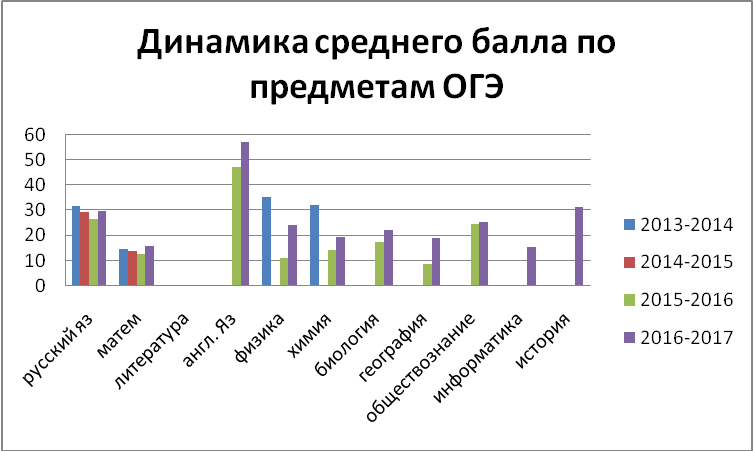 Динамика среднего балла по
предметам ОГЭ
60
50
40
30
20
10
0
русский яз
матем
литература
англ. Яз
физика
химия
биология
география
обществознание
информатика
история
2013-2014
2014-2015
2015-2016
2016-2017